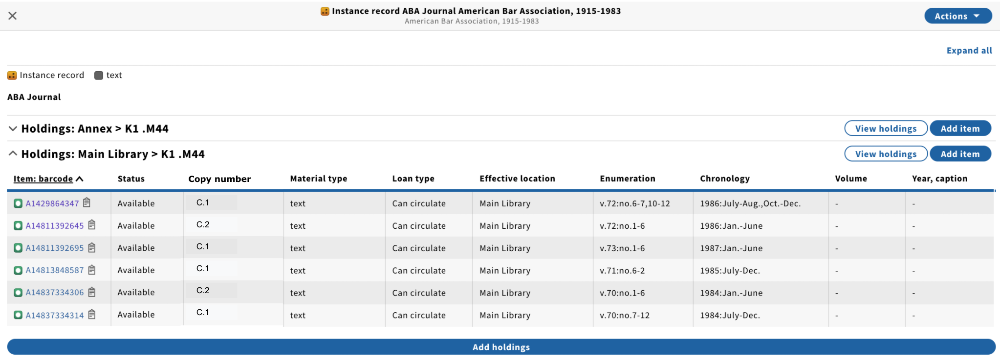 Instance record ABA Journal American Bar Association, 1915-1983
American Bar Association, 1915-1983
Actions
Expand all
Instance record text
ABA Journal
Holdings: Annex > K1 .M44 View holdings Add item
Holdings: Main Library > K1 .M44 View holdings Add item
Item: barcode Status Copy number Material type Loan type Effective location Enumeration Chronology Volume Year, caption
A1429864347 Available C.1 text Can circulate Main Library v.72:no.6-7,10-12 1986:July-Aug.,Oct.-Dec. - -
A14811392645 Available C.2 text Can circulate Main Library v.72:no.1-6 1986:Jan.-June - -
A14811392695 Available C.1 text Can circulate Main Library v.73:no.1-6 1987:Jan.-June - -
A14813848587 Available C.1 text Can circulate Main Library v.71:no.6-2 1985:July-Dec. - -
A14837334306 Available C.2 text Can circulate Main Library v.70:no.1-6 1984:Jan.-June - -
A14837334314 Available C.1 text Can circulate Main Library v.70:no.7-12 1984:July-Dec. - -
Add holdings